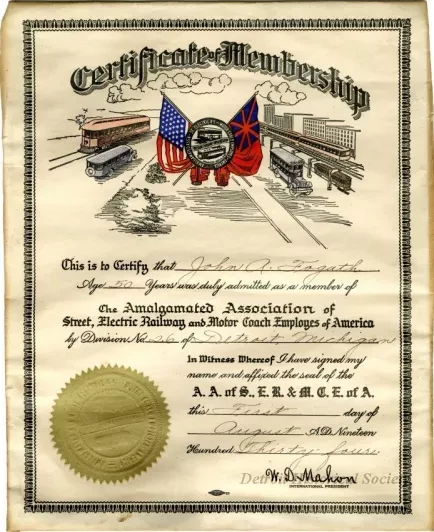 Certificate of Membership
This is to Certify, that John A. Fogath
Age 50 Years was duly admitted as a member of
The Amalgamated Association of
Street, Electric Railway and Motor Coach Employes of America
by Division No. 26 of Detroit, Michigan
In Witness Whereof I have signed my
name and affixed the seal of the
A. A. of S., E. R. & M. C. E. of A.
this First day of
August A.D. Nineteen
Hundred Thirty four
W. D. Mahon
INTERNATIONAL PRESIDENT
Detroit Society